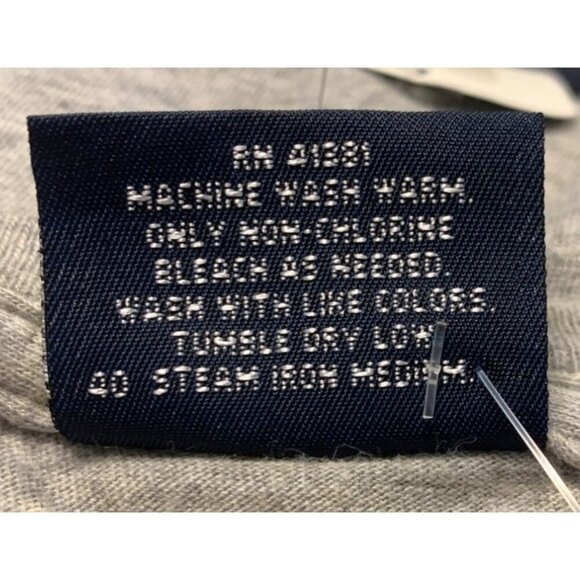 RN 41381
MACHINE WASH WARM.
ONLY NON-CHLORINE
BLEACH AS NEEDED.
WASH WITH LIKE COLORS.
TUMBLE DRY LOW
40 STEAM IRON MEDIUM.